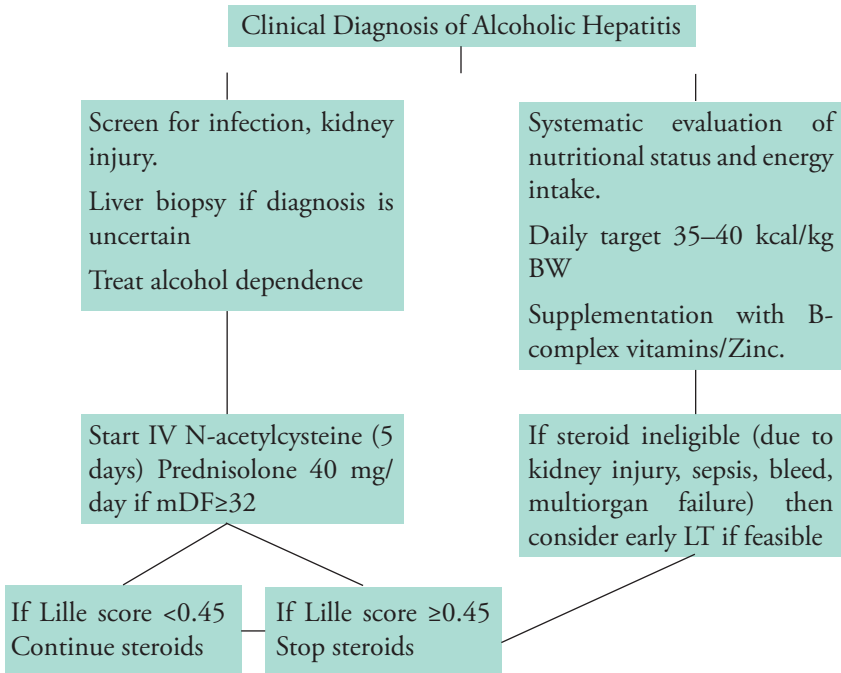 Clinical Diagnosis of Alcoholic Hepatitis
Screen for infection, kidney
injury.
Liver biopsy if diagnosis is
uncertain
Treat alcohol dependence
Systematic evaluation of
nutritional status and energy
intake.
Daily target 35–40 kcal/kg
BW
Supplementation with B-
complex vitamins/Zinc.
Start IV N-acetylcysteine (5
days) Prednisolone 40 mg/
day if mDF≥32
If steroid ineligible (due to
kidney injury, sepsis, bleed,
multiorgan failure) then
consider early LT if feasible
If Lille score <0.45
Continue steroids
If Lille score ≥0.45
Stop steroids